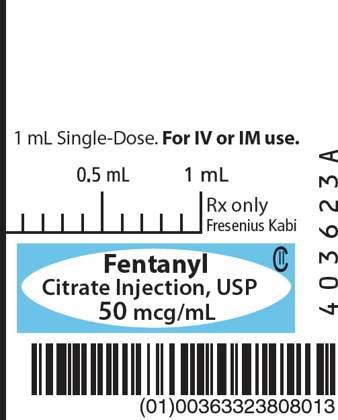 1 mL Single-Dose. For IV or IM use.
0.5 mL 1 mL
Rx only
Fresenius Kabi
CII
Fentanyl
Citrate Injection, USP
50 mcg/mL
(01)00363323808013
403623A